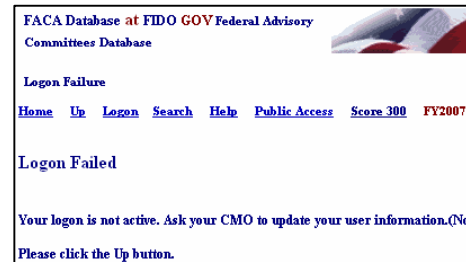 FACA Database at FIDO GOV Federal Advisory
Committees Database
Logon Failure
Home Up Logon Search Help Public Access Score 300 FY2007
Logon Failed
Your logon is not active. Ask your CMO to update your user information.(No
Please click the Up button.